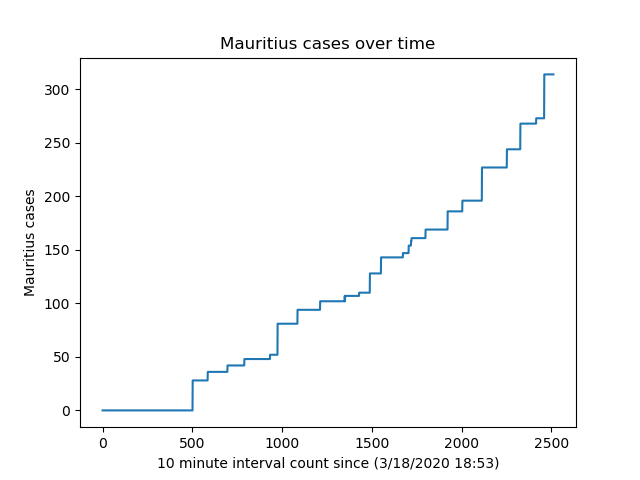 Mauritius cases over time
300
250
200
150
100
50
0
Mauritius cases
0 500 1000 1500 2000 2500
10 minute interval count since (3/18/2020 18:53)